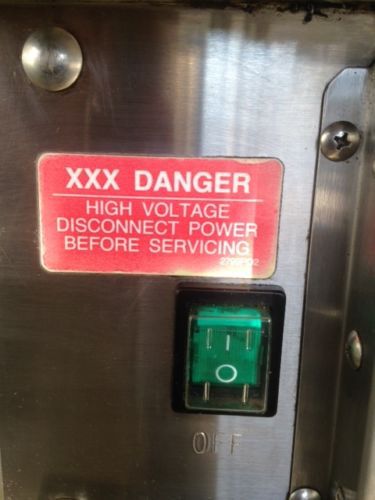 XXX DANGER
HIGH VOLTAGE
DISCONNECT POWER
BEFORE SERVICING
I
O
OFF